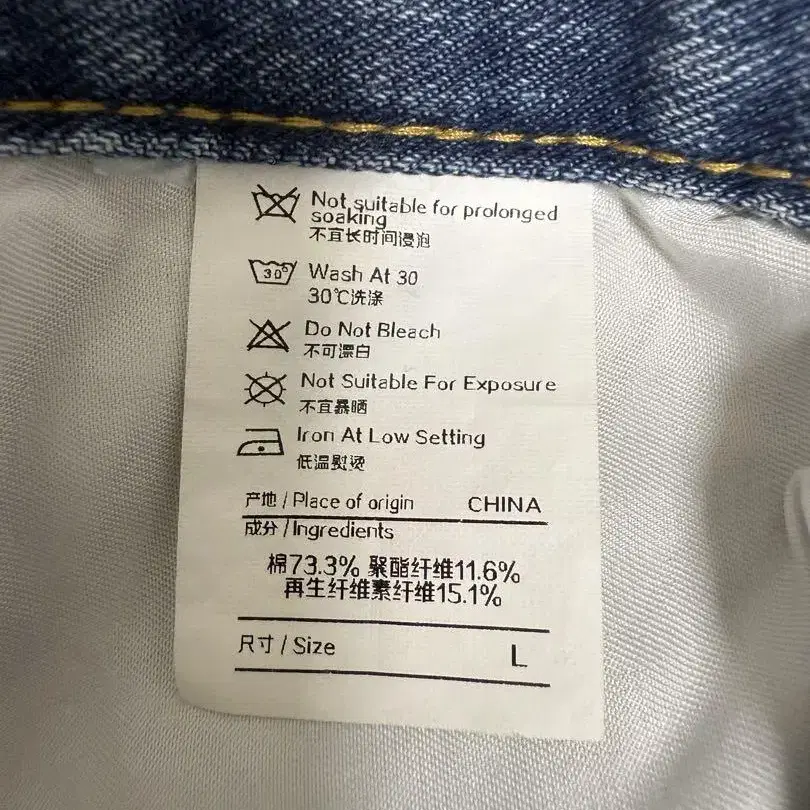 Not suitable for prolonged
soaking
不宜长时间浸泡
30°
Wash At 30
30℃洗涤
Do Not Bleach
不可漂白
Not Suitable For Exposure
不宜暴晒
Iron At Low Setting
低温熨烫
产地 / Place of origin CHINA
成分 / Ingredients
棉73.3% 聚酯纤维11.6%
再生纤维素纤维15.1%
尺寸 / Size L